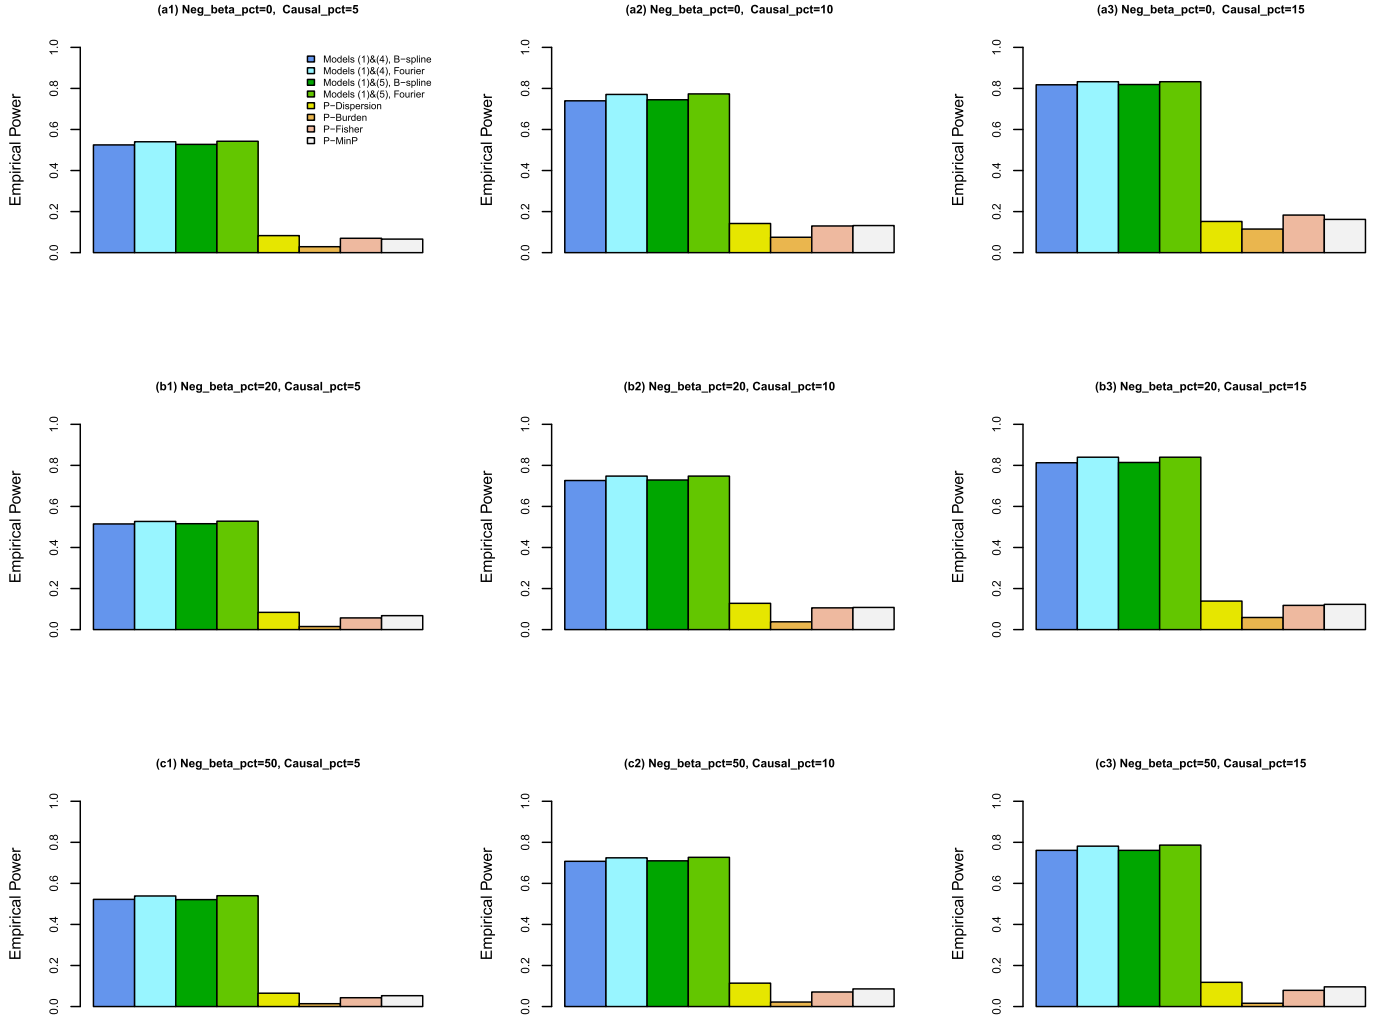 (a1) Neg_beta_pct=0,  Causal_pct=5
Empirical Power
0.0 0.2 0.4 0.6 0.8 1.0
Models (1)&(4), B−spline
Models (1)&(4), Fourier
Models (1)&(5), B−spline
Models (1)&(5), Fourier
P−Dispersion
P−Burden
P−Fisher
P−MinP
(a2) Neg_beta_pct=0,  Causal_pct=10
Empirical Power
0.0 0.2 0.4 0.6 0.8 1.0
(a3) Neg_beta_pct=0,  Causal_pct=15
Empirical Power
0.0 0.2 0.4 0.6 0.8 1.0
(b1) Neg_beta_pct=20, Causal_pct=5
Empirical Power
0.0 0.2 0.4 0.6 0.8 1.0
(b2) Neg_beta_pct=20, Causal_pct=10
Empirical Power
0.0 0.2 0.4 0.6 0.8 1.0
(b3) Neg_beta_pct=20, Causal_pct=15
Empirical Power
0.0 0.2 0.4 0.6 0.8 1.0
(c1) Neg_beta_pct=50, Causal_pct=5
Empirical Power
0.0 0.2 0.4 0.6 0.8 1.0
(c2) Neg_beta_pct=50, Causal_pct=10
Empirical Power
0.0 0.2 0.4 0.6 0.8 1.0
(c3) Neg_beta_pct=50, Causal_pct=15
Empirical Power
0.0 0.2 0.4 0.6 0.8 1.0